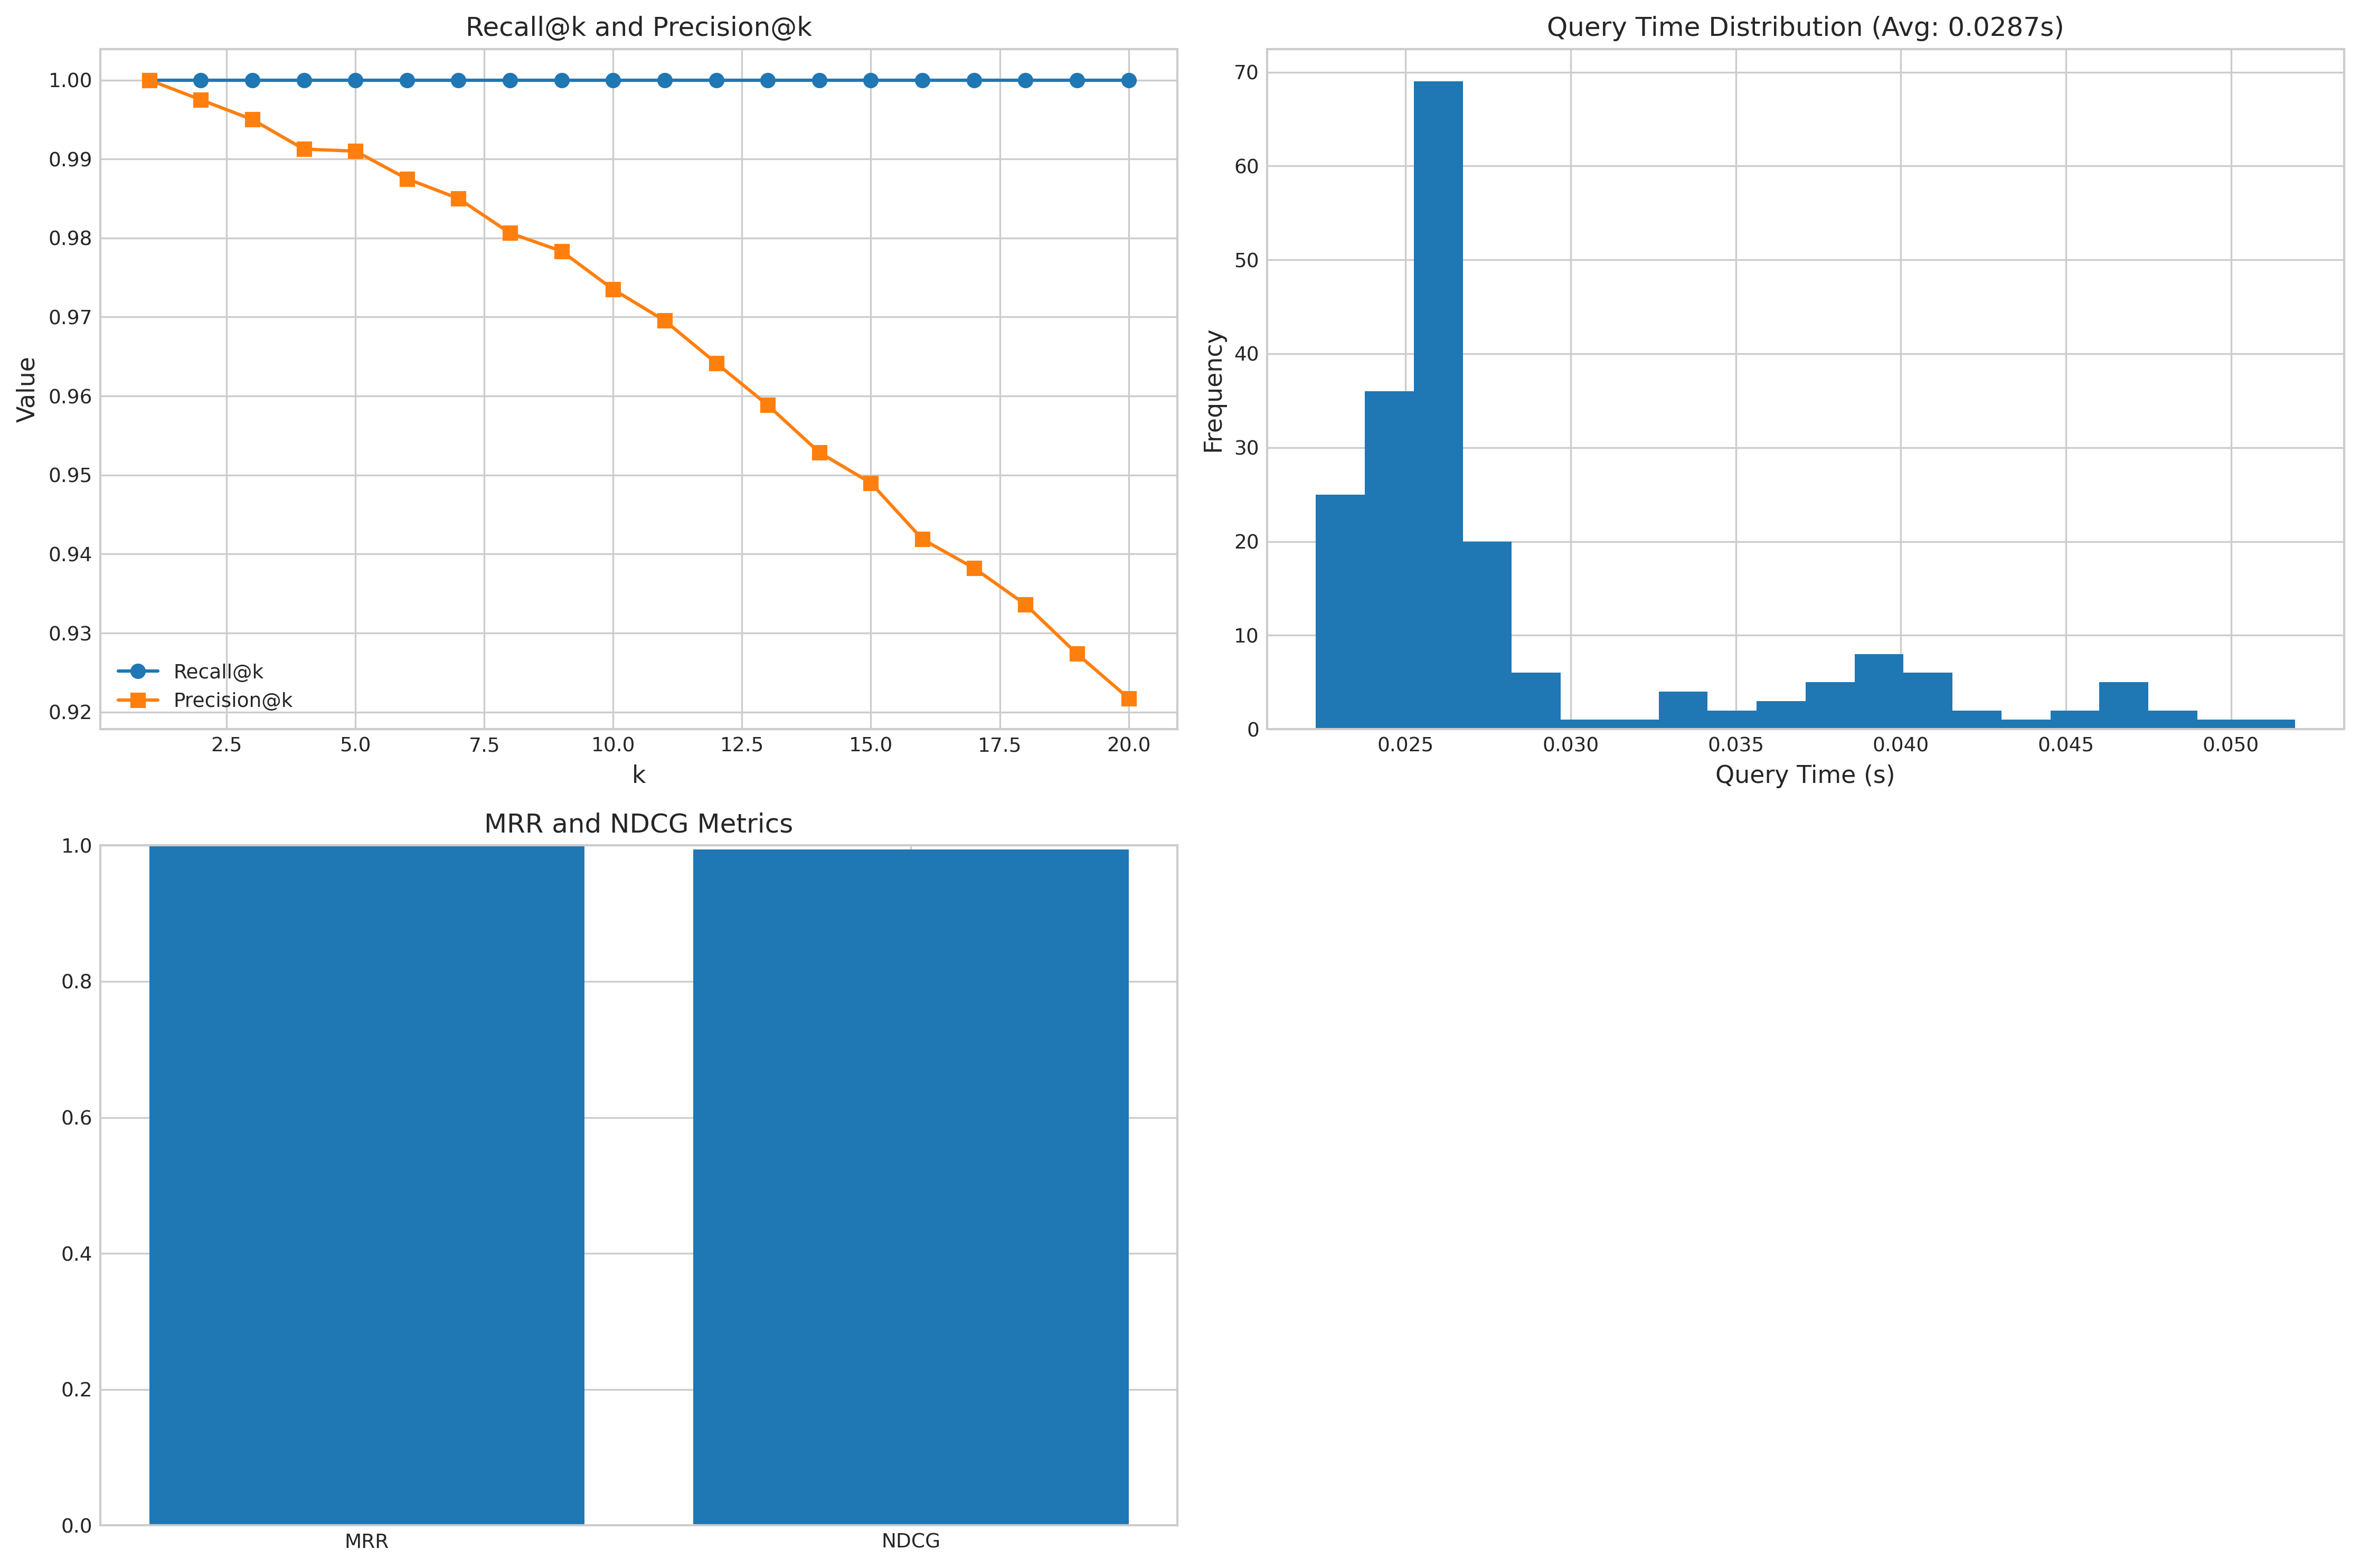 Recall@k and Precision@k
1.00
0.99
0.98
0.97
0.96
0.95
0.94
0.93
0.92
Value
Recall@k
Precision@k
2.5 5.0 7.5 10.0 12.5 15.0 17.5 20.0
k
Query Time Distribution (Avg: 0.0287s)
70
60
50
40
30
20
10
0
Frequency
0.025 0.030 0.035 0.040 0.045 0.050
Query Time (s)
MRR and NDCG Metrics
1.0
0.8
0.6
0.4
0.2
0.0
MRR NDCG